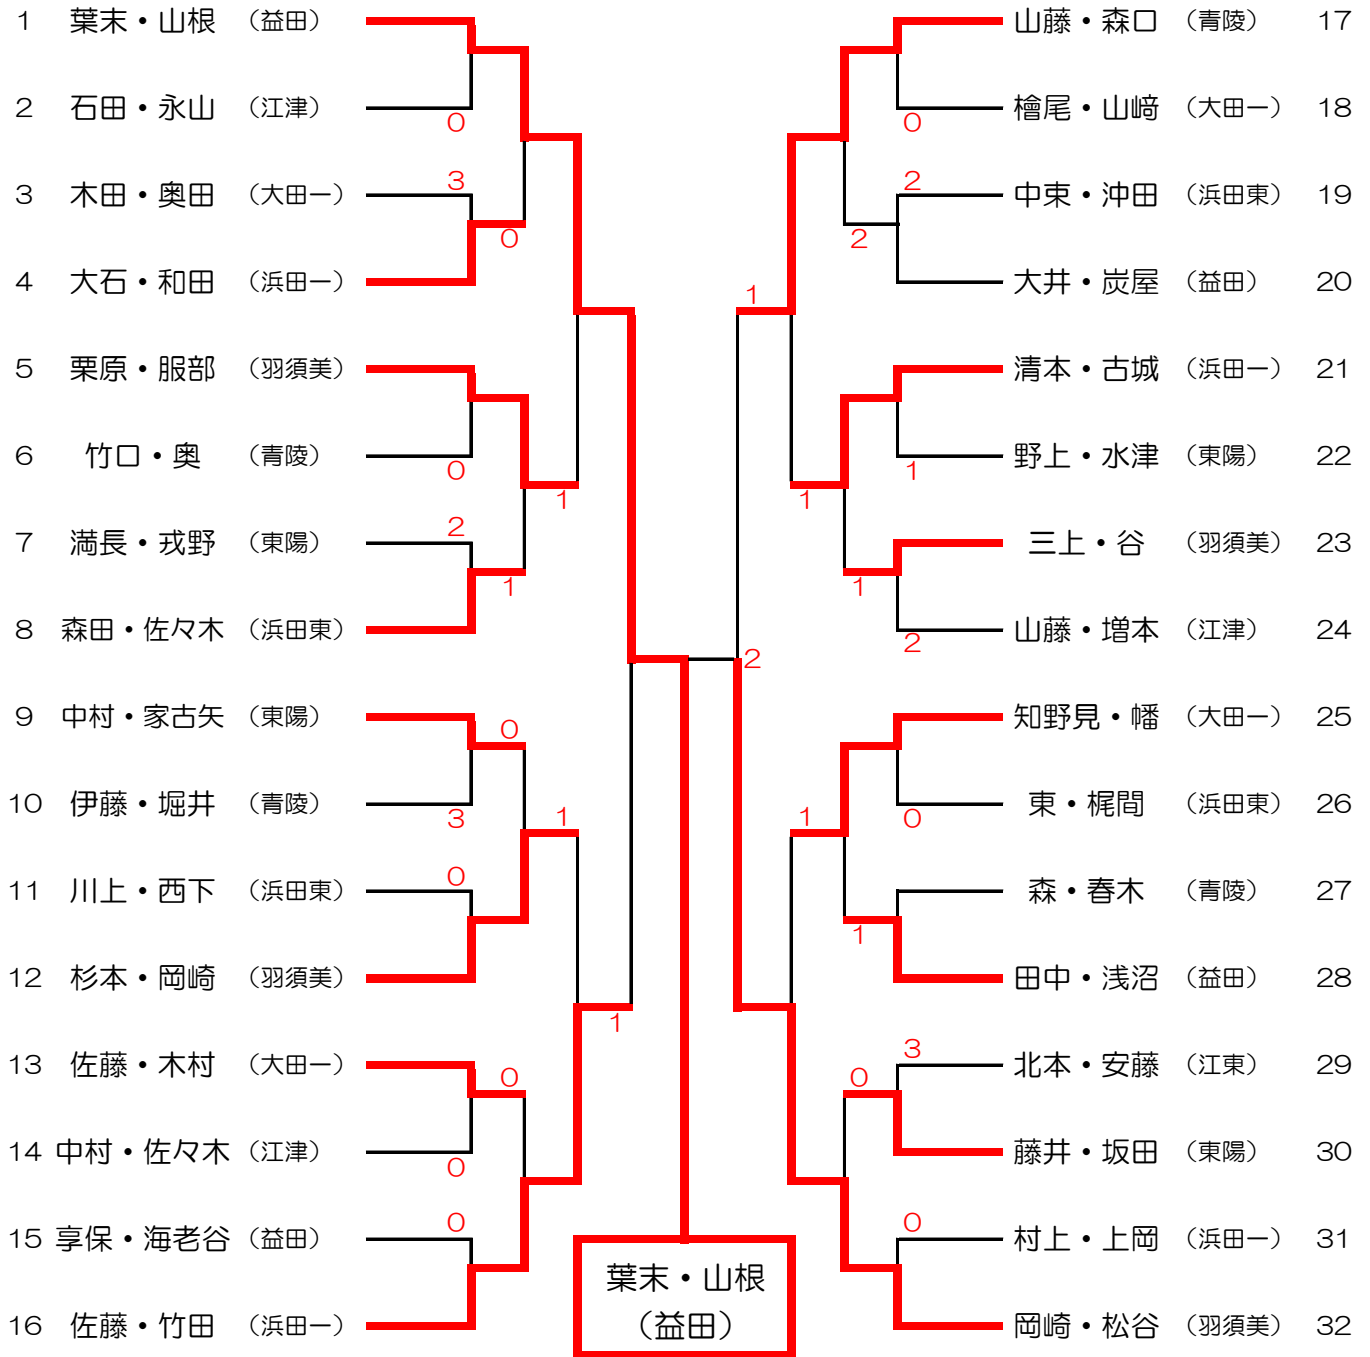 1 葉末・山根 （益田）
2 石田・永山 （江津）
0
3 木田・奥田 （大田一）
3
0
4 大石・和田 （浜田一）
5 栗原・服部 （羽須美）
6 竹口・奥 （青陵）
0
1
7 満長・戎野 （東陽）
2
1
8 森田・佐々木 （浜田東）
9 中村・家古矢 （東陽）
0
10 伊藤・堀井 （青陵）
3
1
11 川上・西下 （浜田東）
0
12 杉本・岡崎 （羽須美）
1
13 佐藤・木村 （大田一）
0
14 中村・佐々木 （江津）
0
15 享保・海老谷 （益田）
0
16 佐藤・竹田 （浜田一）
山藤・森口 （青陵） 17
檜尾・山﨑 （大田一） 18
0
中束・沖田 （浜田東） 19
2
2
大井・炭屋 （益田） 20
1
清本・古城 （浜田一） 21
野上・水津 （東陽） 22
1
1
三上・谷 （羽須美） 23
1
山藤・増本 （江津） 24
2
2
知野見・幡 （大田一） 25
東・梶間 （浜田東） 26
0
1
森・春木 （青陵） 27
1
田中・浅沼 （益田） 28
北本・安藤 （江東） 29
3
0
藤井・坂田 （東陽） 30
村上・上岡 （浜田一） 31
0
岡崎・松谷 （羽須美） 32
葉末・山根
（益田）